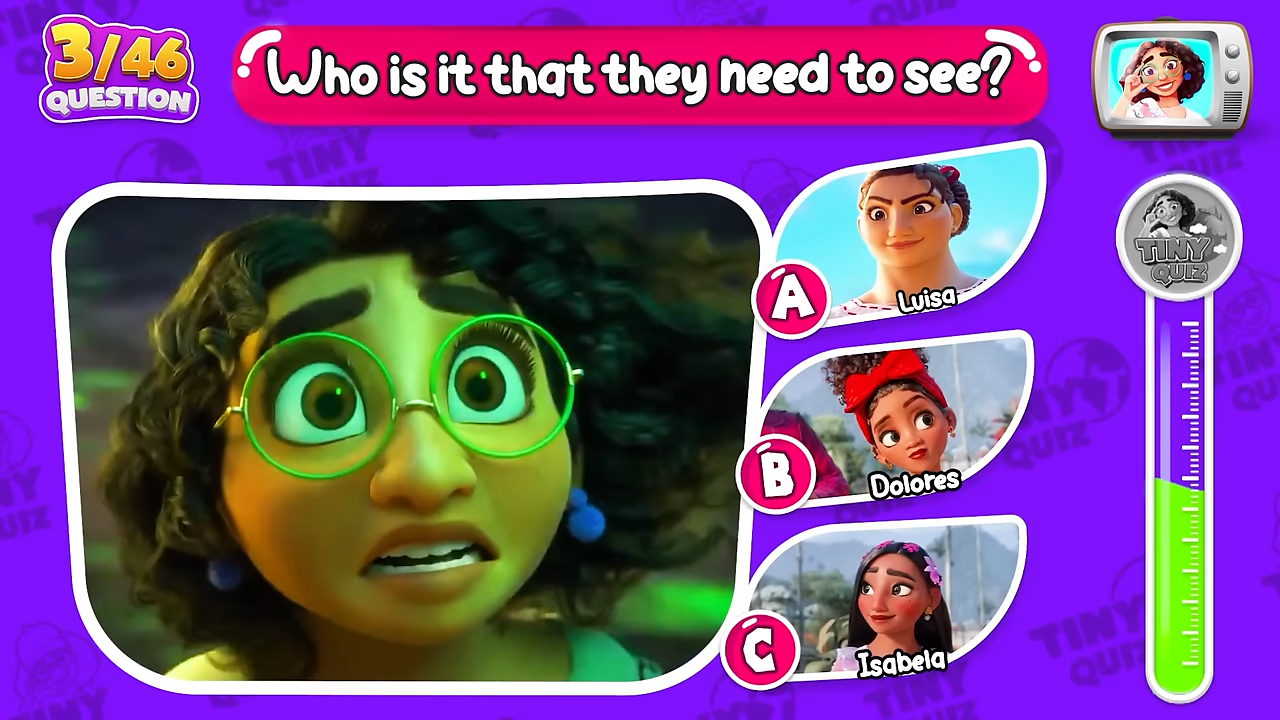 3/46
QUESTION
Who is it that they need to see?
A
Luisa
B
Dolores
C
Isabela
TINY
QUIZ